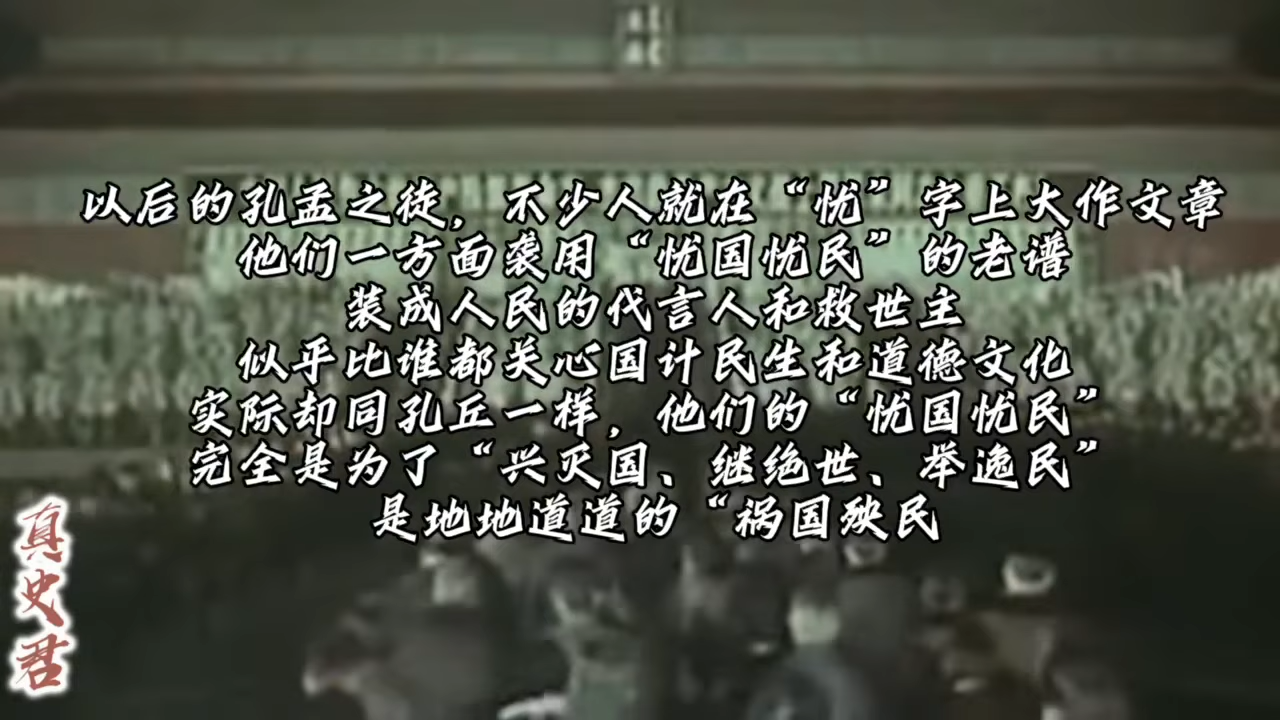 以后的孔孟之徒，不少人就在“忧”字上大作文章
他们一方面袭用“忧国忧民”的老谱
装成人民的代言人和救世主
似乎比谁都关心国计民生和道德文化
实际却同孔丘一样，他们的“忧国忧民”
完全是为了“兴灭国、继绝世、举逸民”
是地地道道的“祸国殃民
真史君